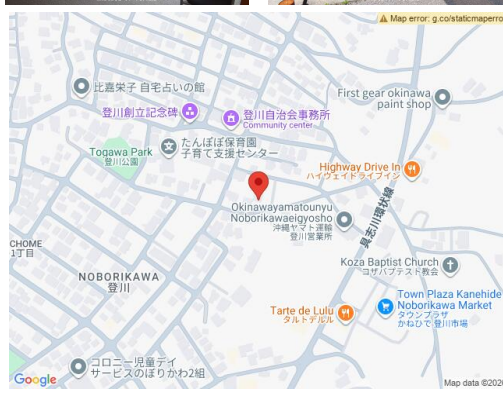 Map error: g.co/staticmaperro
比嘉栄子 自宅占いの館
First gear okinawa
paint shop
登川創立記念碑
登川自治会事務所
Community center
Togawa Park
登川公園
たんぽぽ保育園
子育て支援センター
Highway Drive In
ハイウェイドライブイン
Okinawayamatounyu
Noborikawaeigyosho
沖縄ヤマト運輸
登川営業所
具志川環状線
CHOME
1丁目
Koza Baptist Church
コザバプテスト教会
NOBORIKAWA
登川
Town Plaza Kanehide
Noborikawa Market
タウンプラザ
かねひで 登川市場
Tarte de Lulu
タルトデルル
コロニー児童デイ
サービスのぼりかわ2組
Google
Map data ©2026